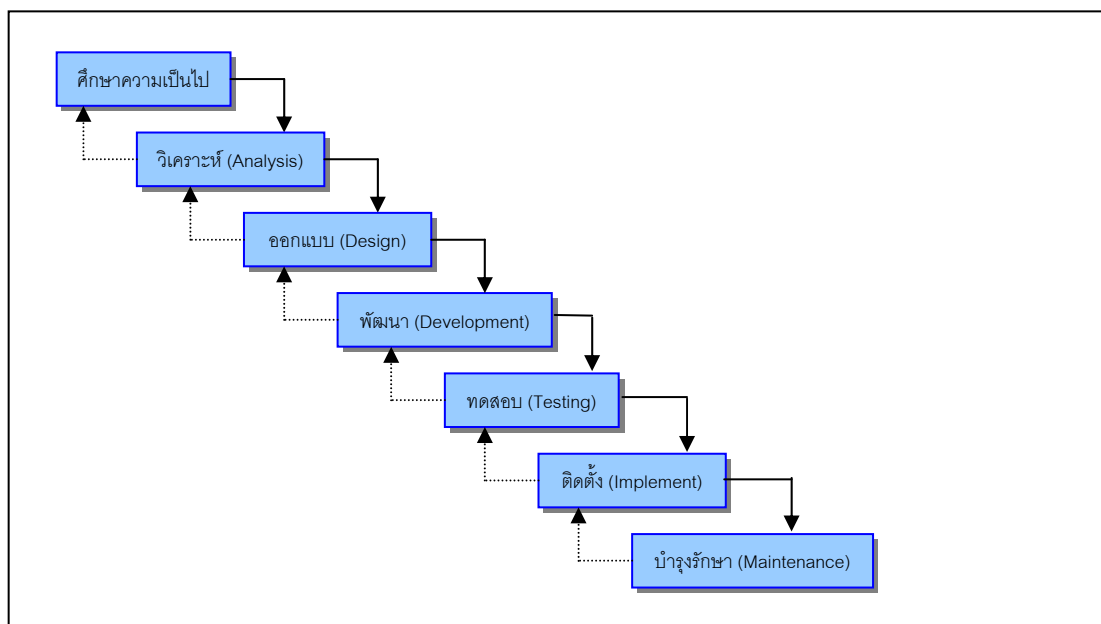 ศึกษาความเป็นไป
วิเคราะห์ (Analysis)
ออกแบบ (Design)
พัฒนา (Development)
ทดสอบ (Testing)
ติดตั้ง (Implement)
บำรุงรักษา (Maintenance)